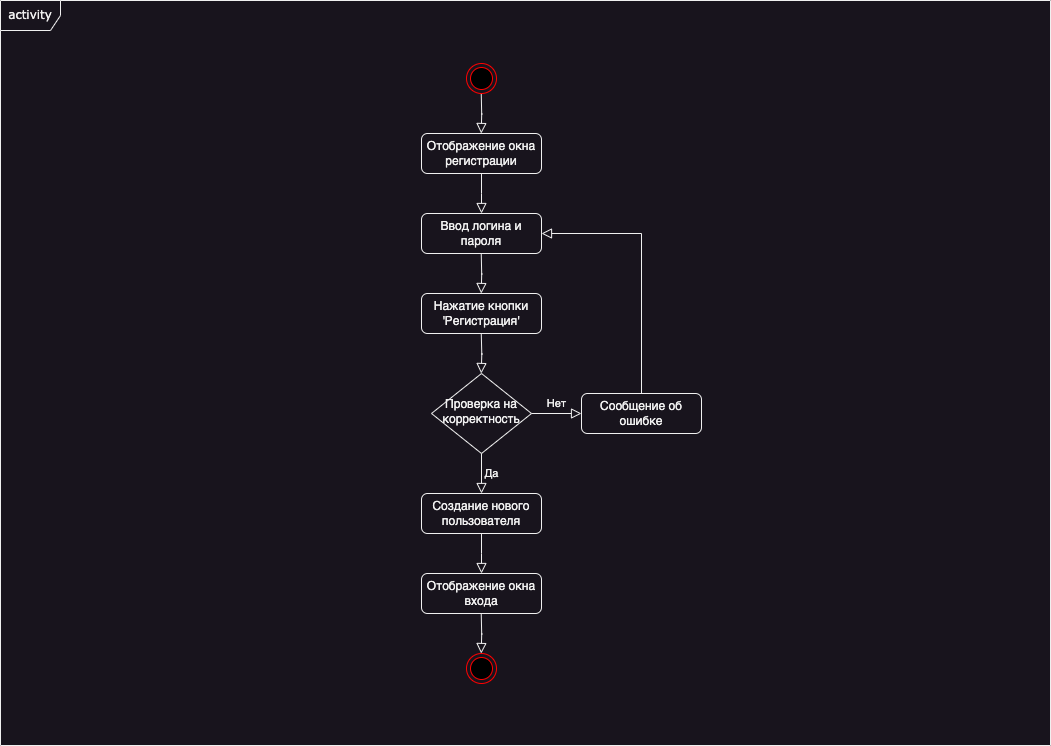 activity
Отображение окна
регистрации
Ввод логина и
пароля
Нажатие кнопки
'Регистрация'
Проверка на
корректность
Нет
Сообщение об
ошибке
Да
Создание нового
пользователя
Отображение окна
входа